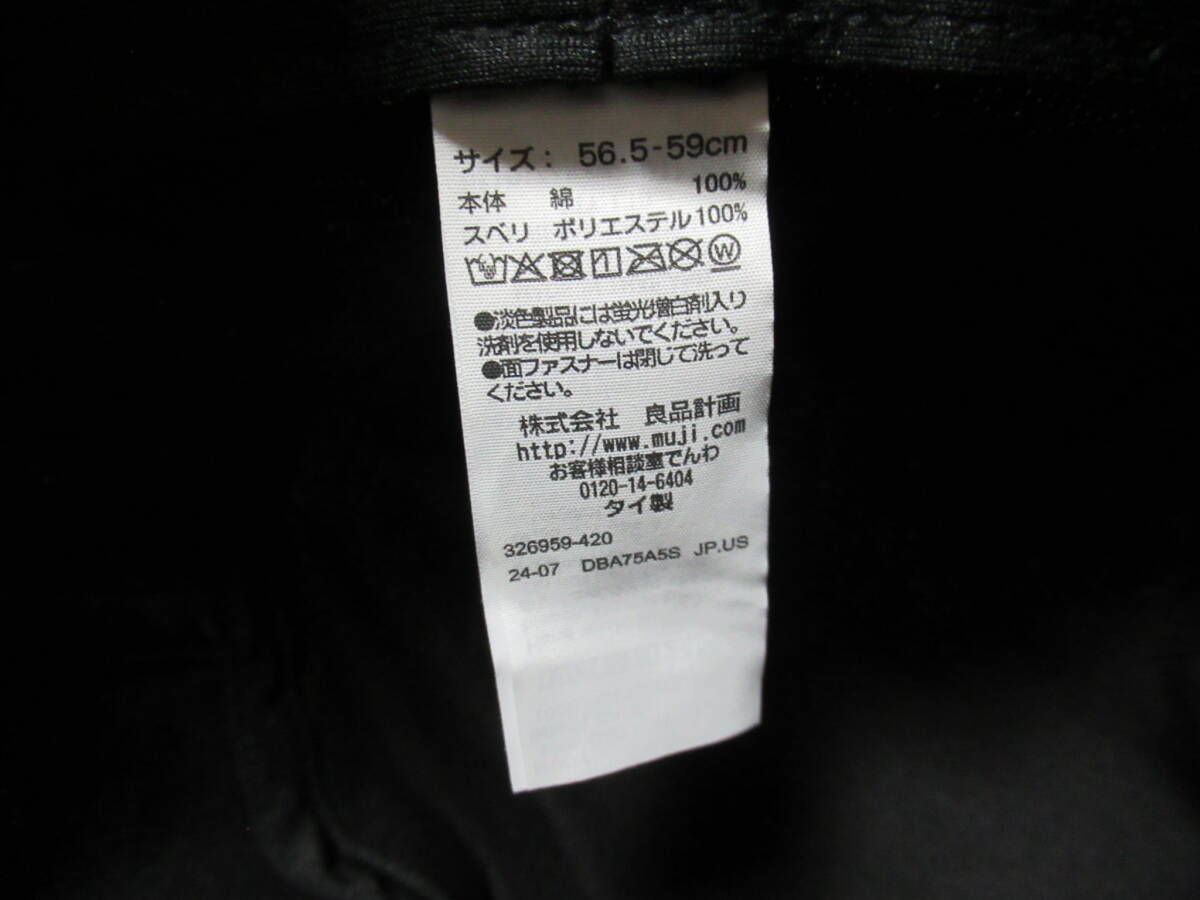 サイズ: 56.5-59cm
本体 綿 100%
スベリ ポリエステル100%
W
●淡色製品には蛍光増白剤入り
洗剤を使用しないでください。
●面ファスナーは閉じて洗って
ください。
株式会社 良品計画
http://www.muji.com
お客様相談室でんわ
0120-14-6404
タイ製
326959-420
24-07 DBA75A5S JP.US